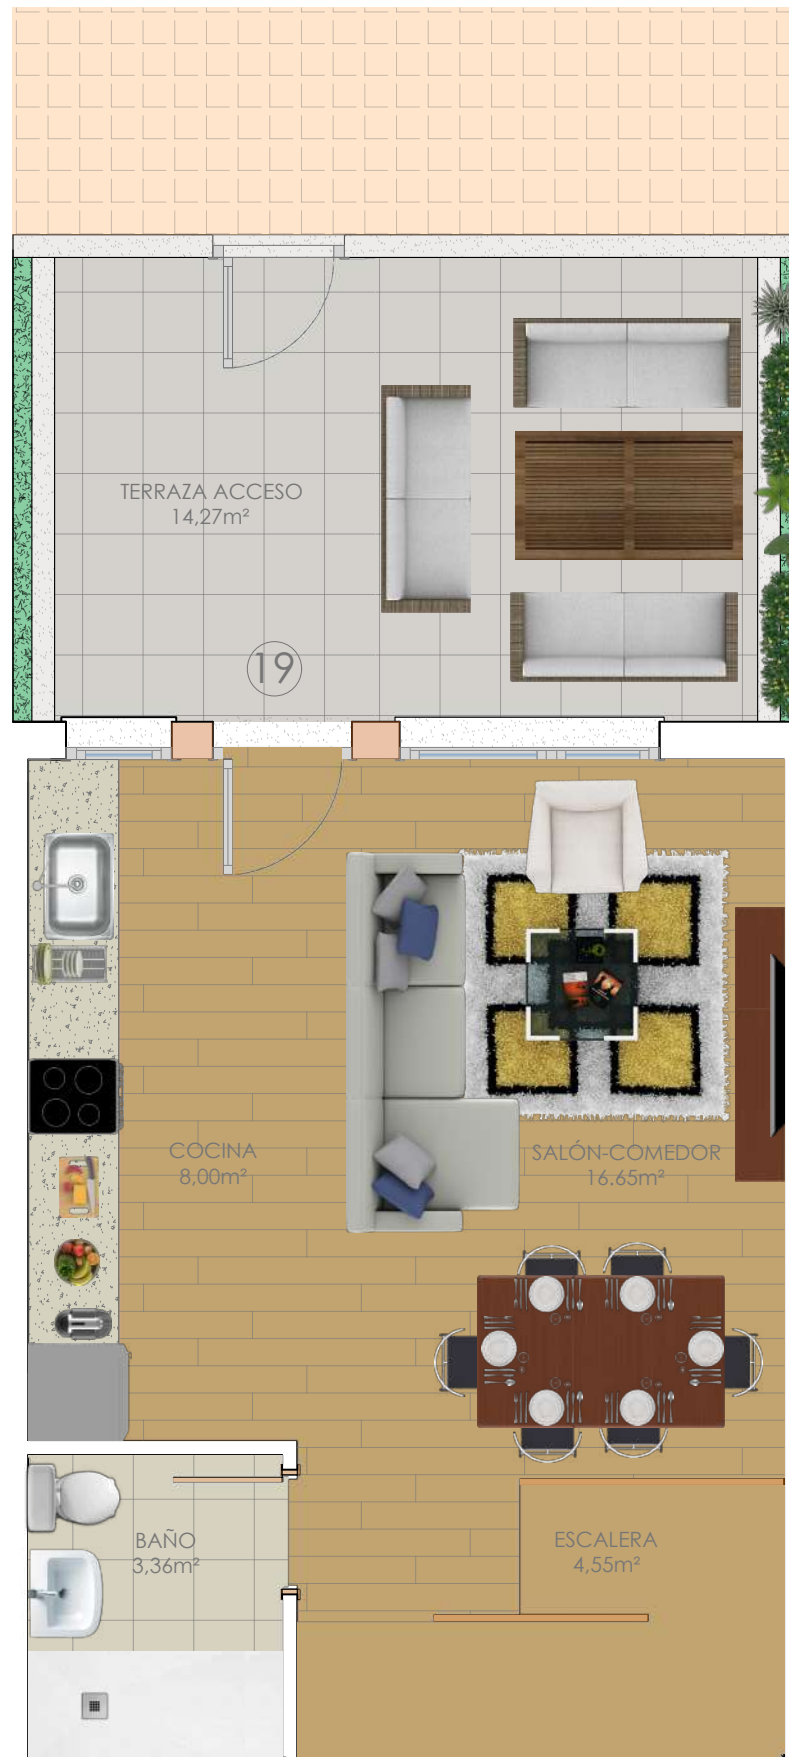 TERRAZA ACCESO
14,27m²
19
COCINA
8,00m²
SALÓN-COMEDOR
16.65m²
BAÑO
3,36m²
ESCALERA
4,55m²